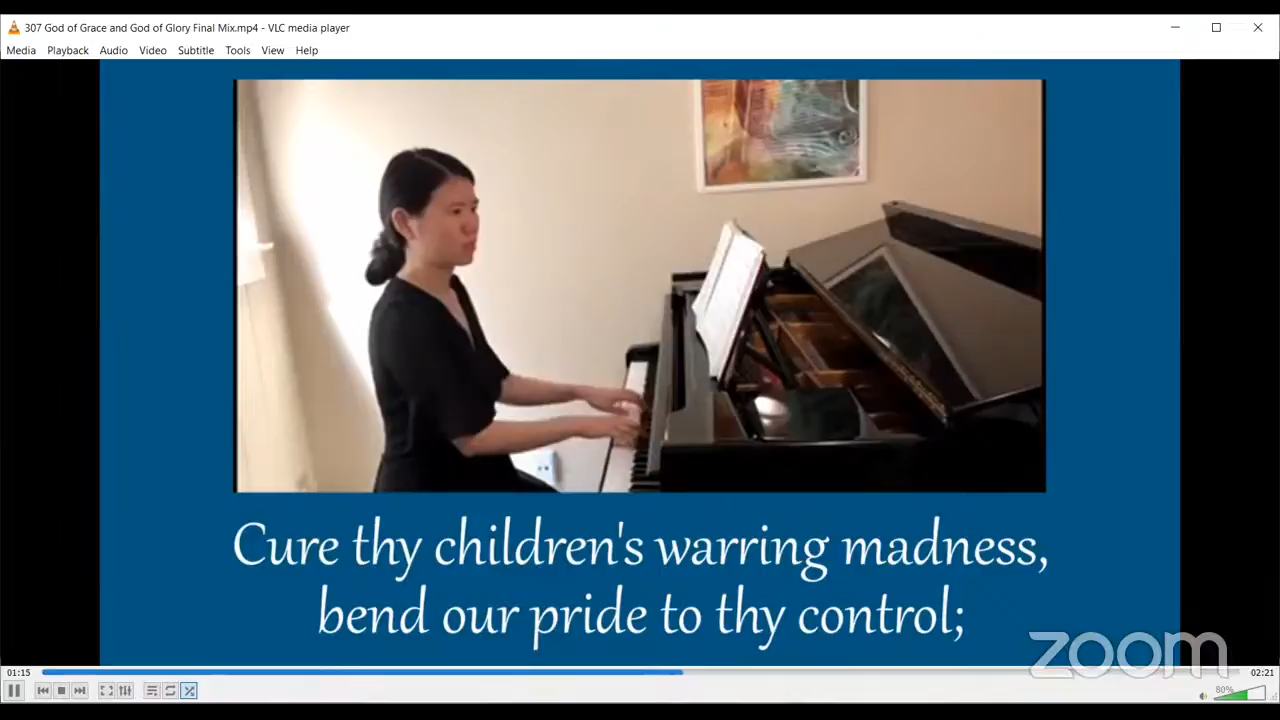 307 God of Grace and God of Glory Final Mix.mp4 - VLC media player
Media Playback Audio Video Subtitle Tools View Help
Cure thy children's warring madness,
bend our pride to thy control;
zoom
01:15 02:21
80%